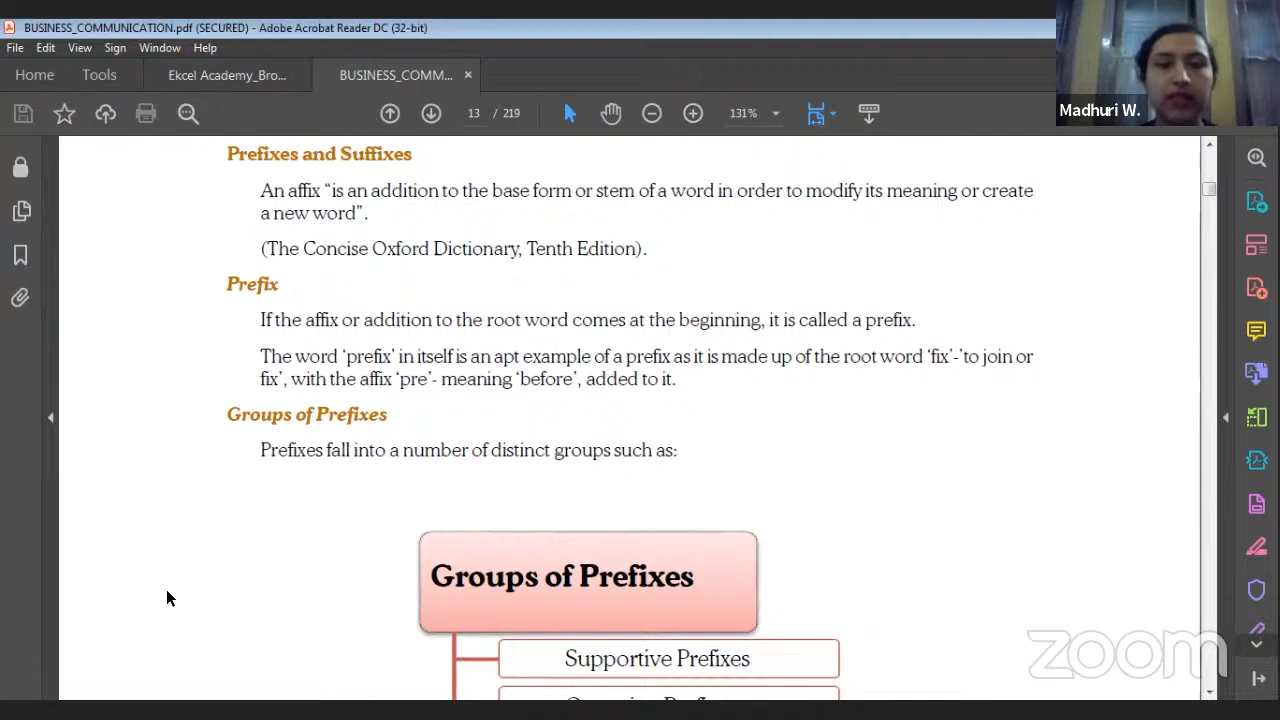 BUSINESS_COMMUNICATION.pdf (SECURED) - Adobe Acrobat Reader DC (32-bit)
File Edit View Sign Window Help
Home Tools Ekcel Academy_Bro... BUSINESS_COMM... ×
13 / 219 131%
Madhuri W.
Prefixes and Suffixes
An affix “is an addition to the base form or stem of a word in order to modify its meaning or create
a new word”.
(The Concise Oxford Dictionary, Tenth Edition).
Prefix
If the affix or addition to the root word comes at the beginning, it is called a prefix.
The word ‘prefix’ in itself is an apt example of a prefix as it is made up of the root word ‘fix’-’to join or
fix’, with the affix ‘pre’- meaning ‘before’, added to it.
Groups of Prefixes
Prefixes fall into a number of distinct groups such as:
Groups of Prefixes
Supportive Prefixes
zoom